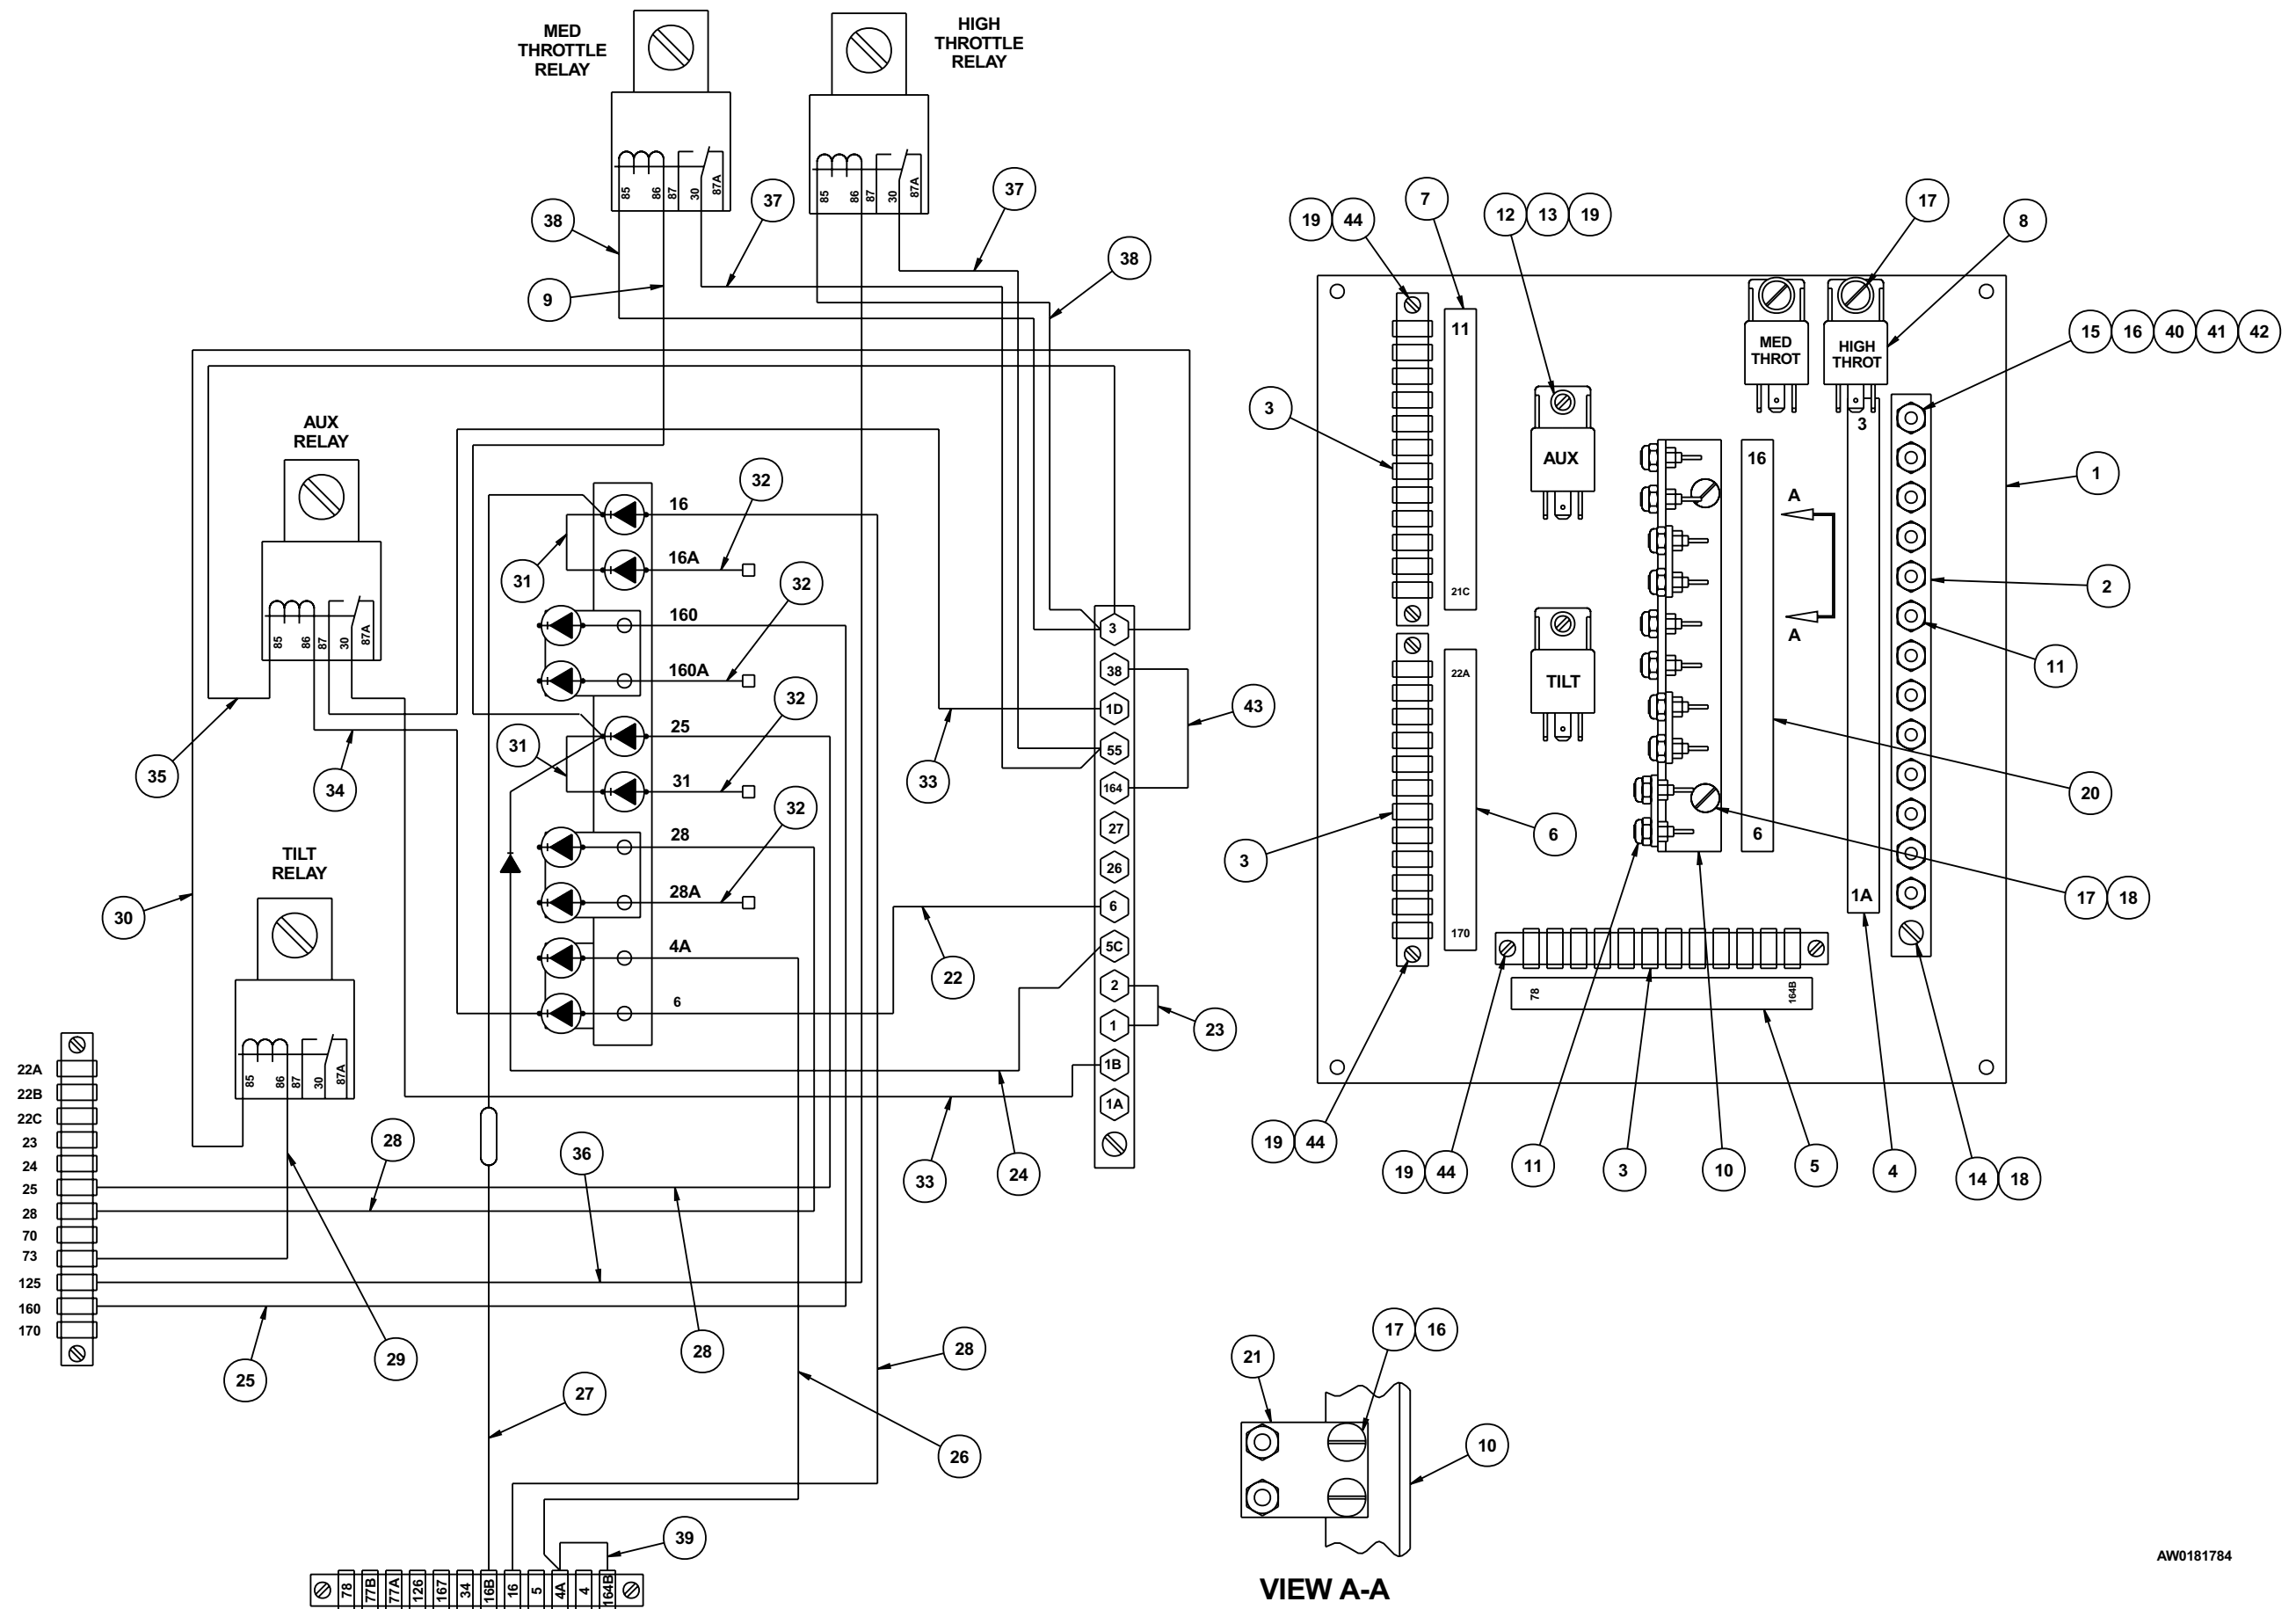 MED
THROTTLE
RELAY
HIGH
THROTTLE
RELAY
85 86 87 30 87A
85 86 87 30 87A
38
9
37
37
38
AUX
RELAY
85 86 87 30 87A
35
34
30
TILT
RELAY
85 86 87 30 87A
16
32
31
16A
32
160
160A
32
25
31
31
32
28
28A
4A
6
33
22
24
33
3
38
1D
55
164
27
26
6
5C
2
1
1B
1A
43
23
22A
22B
22C
23
24
25
28
70
73
125
160
170
28
36
25
29
28
28
27
26
39
78 77B 77A 126 167 34 16B 16 5 4A 4 164B
19 44
7
12 13 19
17
8
15 16 40 41 42
11
21C
3
AUX
MED
THROT
HIGH
THROT
3
16
A
A
1
2
11
22A
170
TILT
3
6
6
1A
20
17 18
78
164B
19 44
19 44
11
3
10
5
4
14 18
21
17 16
10
VIEW A-A
AW0181784